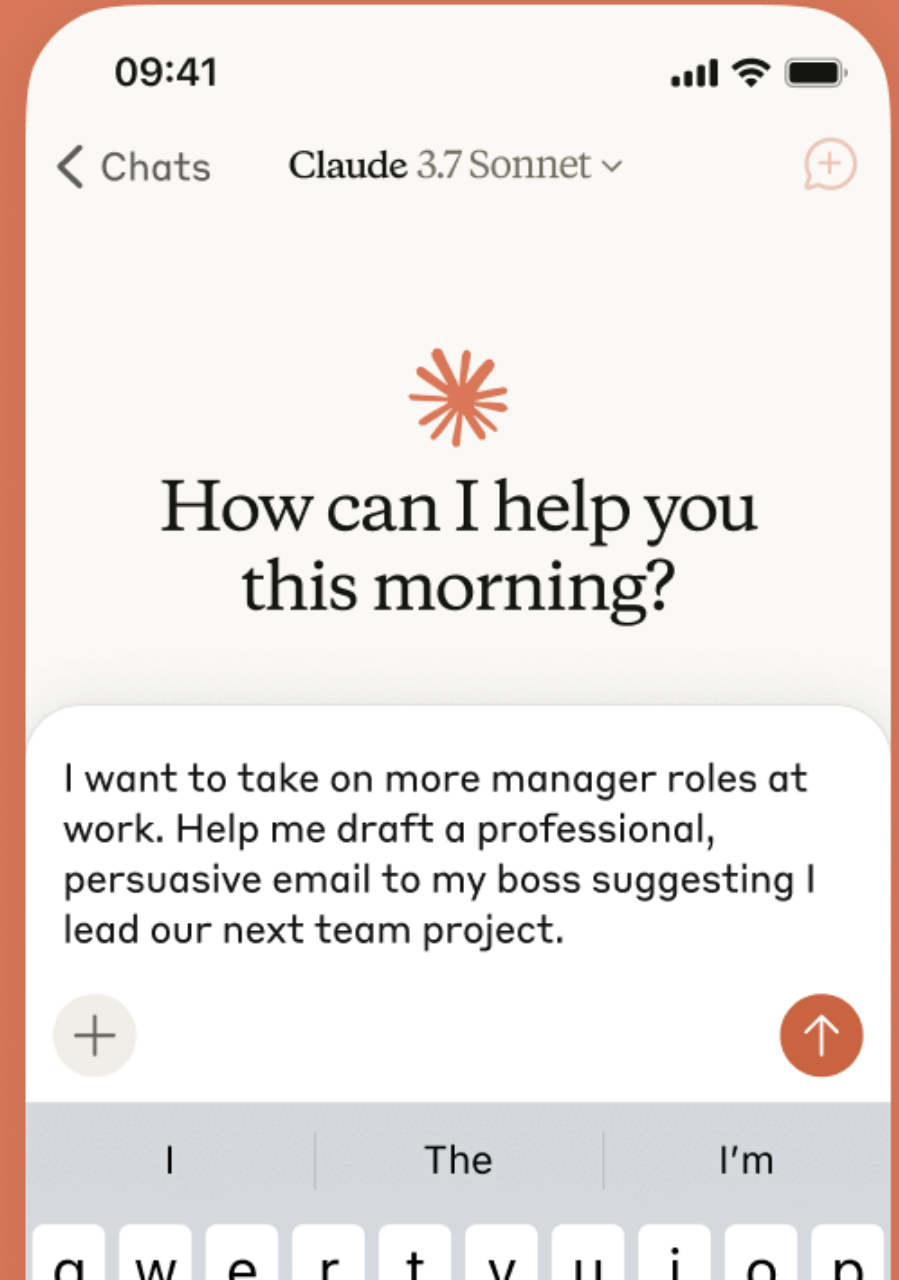 09:41
Chats
Claude 3.7 Sonnet
How can I help you
this morning?
I want to take on more manager roles at
work. Help me draft a professional,
persuasive email to my boss suggesting I
lead our next team project.
I The I'm
q w e r t y u i o p